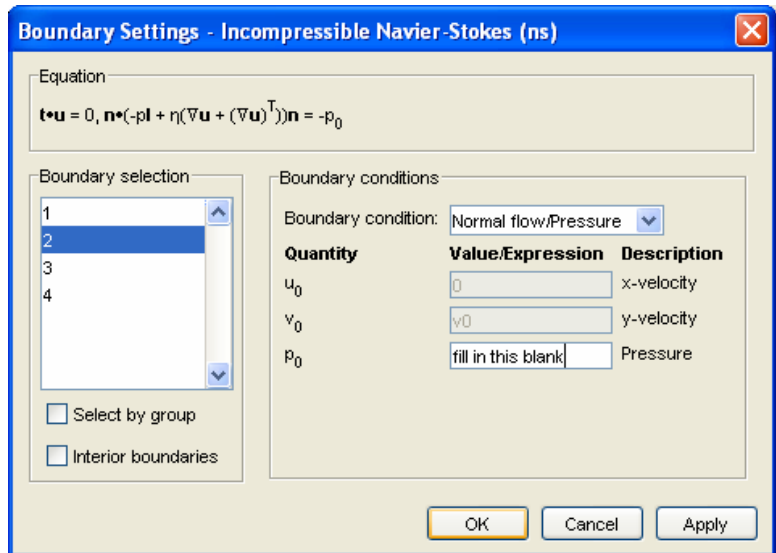 Boundary Settings - Incompressible Navier-Stokes (ns)
Equation
t•u = 0, n•(-pI + η(∇u + (∇u)ᵀ))n = -p₀
Boundary selection
1
2
3
4
Select by group
Interior boundaries
Boundary conditions
Boundary condition: Normal flow/Pressure
Quantity Value/Expression Description
u₀ 0 x-velocity
v₀ v0 y-velocity
p₀ fill in this blank Pressure
OK Cancel Apply